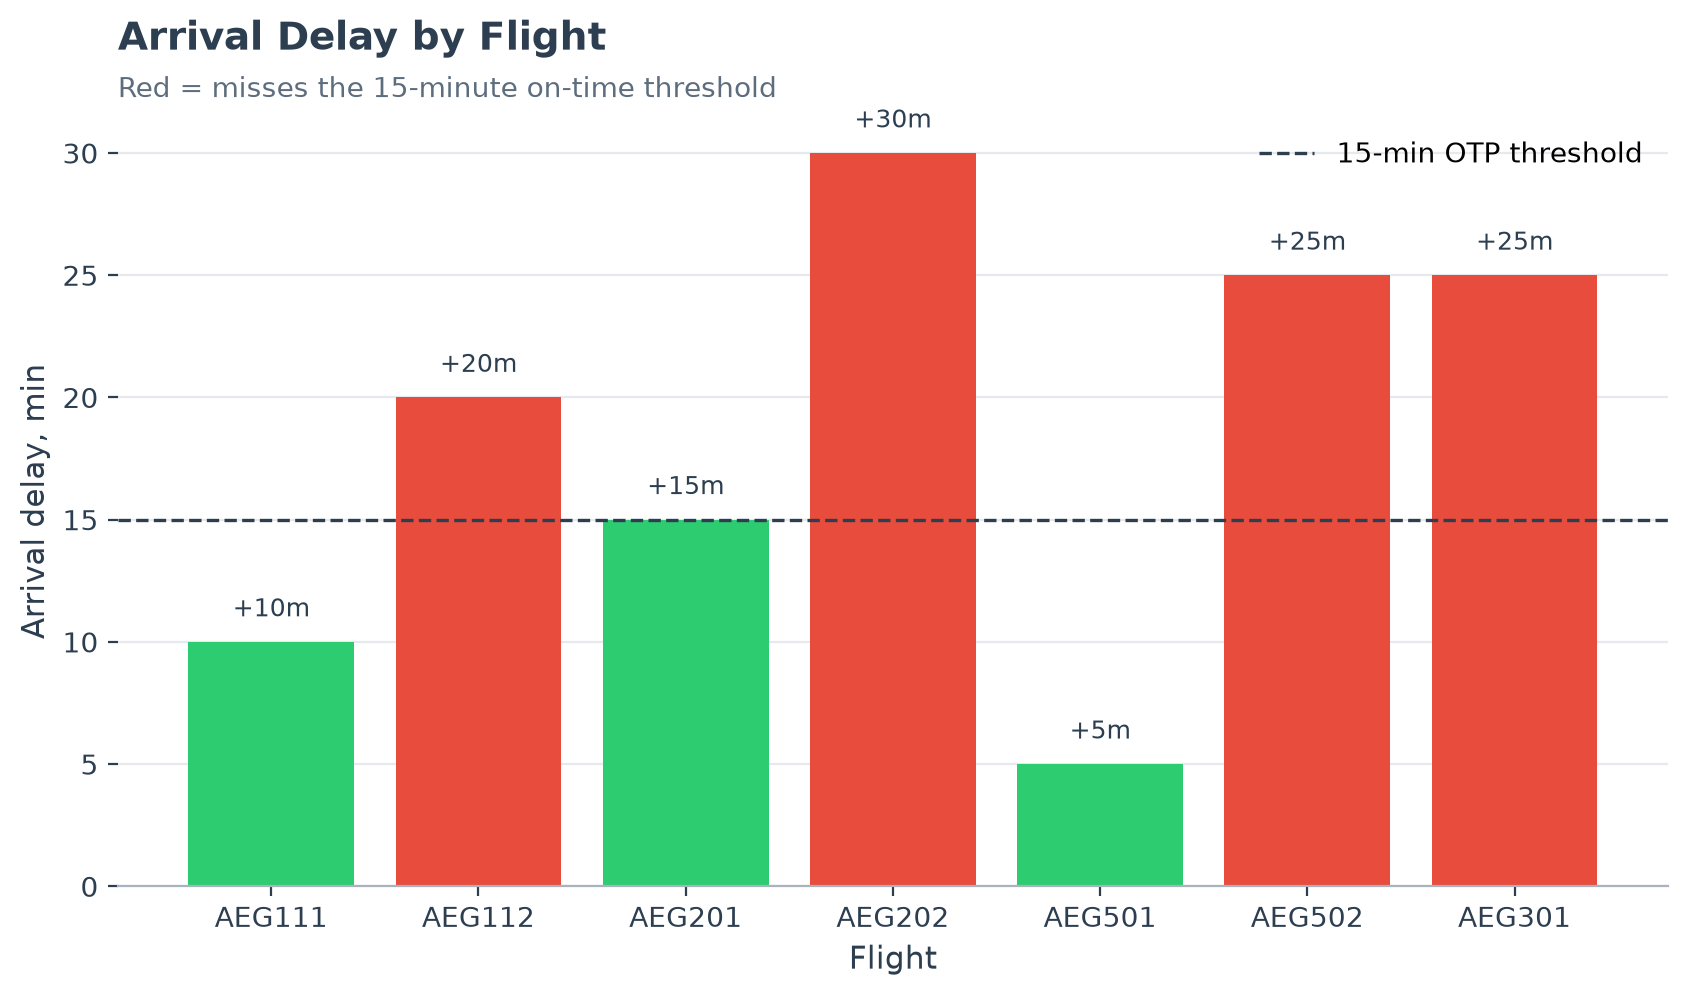 Arrival Delay by Flight
Red = misses the 15-minute on-time threshold
15-min OTP threshold
Arrival delay, min
30
25
20
15
10
5
0
+10m
+20m
+15m
+30m
+5m
+25m
+25m
AEG111
AEG112
AEG201
AEG202
AEG501
AEG502
AEG301
Flight